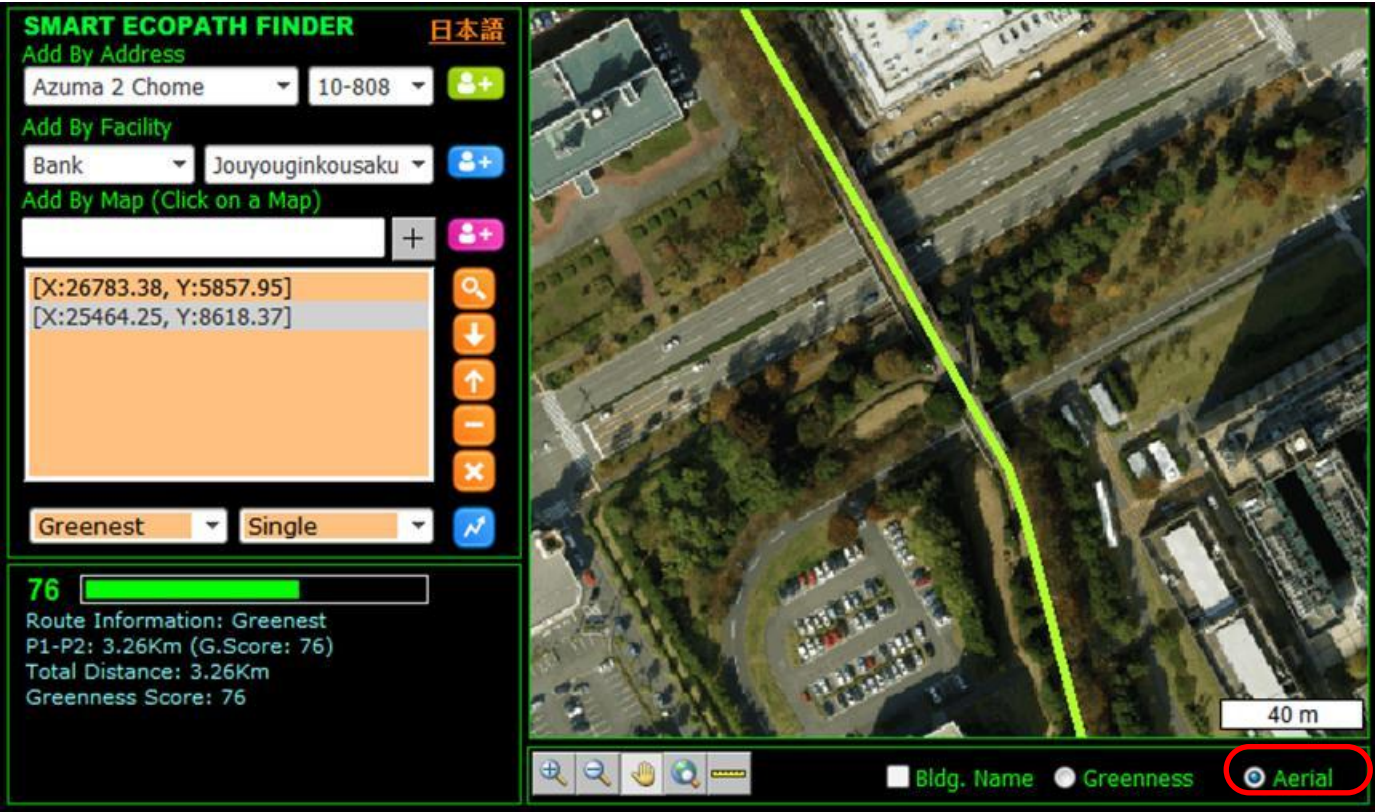 SMART ECOPATH FINDER
日本語
Add By Address
Azuma 2 Chome
10-808
Add By Facility
Bank
Jouyouginkousaku
Add By Map (Click on a Map)
[X:26783.38, Y:5857.95]
[X:25464.25, Y:8618.37]
Greenest
Single
76
Route Information: Greenest
P1-P2: 3.26Km (G.Score: 76)
Total Distance: 3.26Km
Greenness Score: 76
40 m
Bldg. Name
Greenness
Aerial